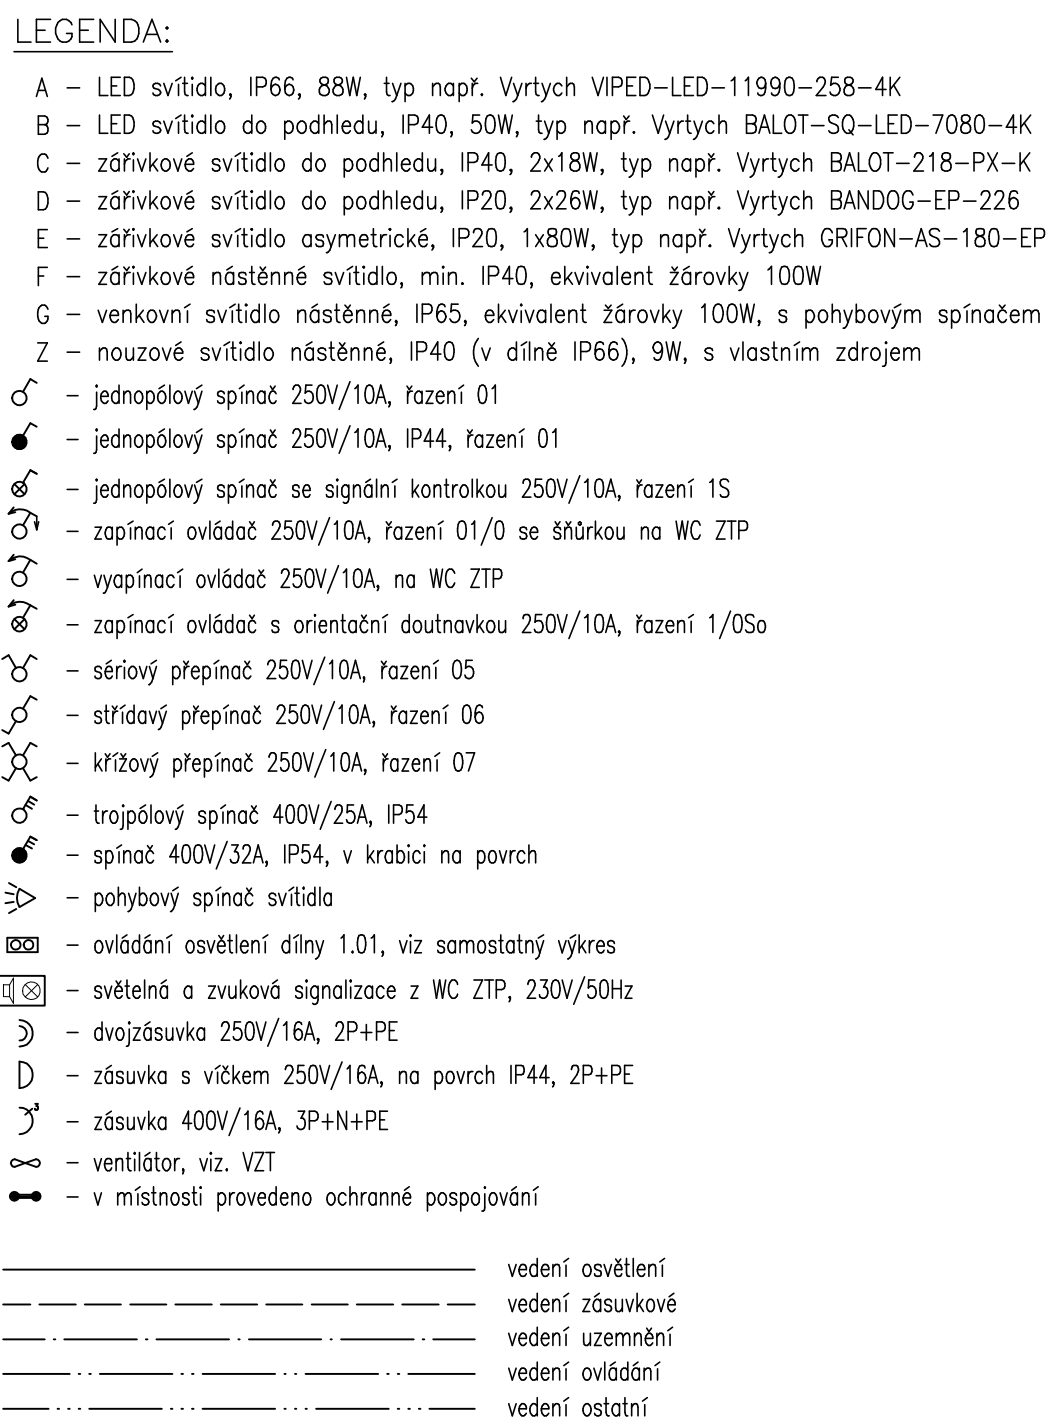 LEGENDA:
A – LED svítidlo, IP66, 88W, typ např. Vyrtych VIPED–LED–11990–258–4K
B – LED svítidlo do podhledu, IP40, 50W, typ např. Vyrtych BALOT–SQ–LED–7080–4K
C – zářivkové svítidlo do podhledu, IP40, 2x18W, typ např. Vyrtych BALOT–218–PX–K
D – zářivkové svítidlo do podhledu, IP20, 2x26W, typ např. Vyrtych BANDOG–EP–226
E – zářivkové svítidlo asymetrické, IP20, 1x80W, typ např. Vyrtych GRIFON–AS–180–EP
F – zářivkové nástěnné svítidlo, min. IP40, ekvivalent žárovky 100W
G – venkovní svítidlo nástěnné, IP65, ekvivalent žárovky 100W, s pohybovým spínačem
Z – nouzové svítidlo nástěnné, IP40 (v dílně IP66), 9W, s vlastním zdrojem
– jednopólový spínač 250V/10A, řazení 01
– jednopólový spínač 250V/10A, IP44, řazení 01
– jednopólový spínač se signální kontrolkou 250V/10A, řazení 1S
– zapínací ovládač 250V/10A, řazení 01/0 se šňůrkou na WC ZTP
– vyapínací ovládač 250V/10A, na WC ZTP
– zapínací ovládač s orientační doutnavkou 250V/10A, řazení 1/0So
– sériový přepínač 250V/10A, řazení 05
– střídavý přepínač 250V/10A, řazení 06
– křížový přepínač 250V/10A, řazení 07
– trojpólový spínač 400V/25A, IP54
– spínač 400V/32A, IP54, v krabici na povrch
– pohybový spínač svítidla
– ovládání osvětlení dílny 1.01, viz samostatný výkres
– světelná a zvuková signalizace z WC ZTP, 230V/50Hz
– dvojzásuvka 250V/16A, 2P+PE
– zásuvka s víčkem 250V/16A, na povrch IP44, 2P+PE
3 – zásuvka 400V/16A, 3P+N+PE
– ventilátor, viz. VZT
– v místnosti provedeno ochranné pospojování
vedení osvětlení
vedení zásuvkové
vedení uzemnění
vedení ovládání
vedení ostatní